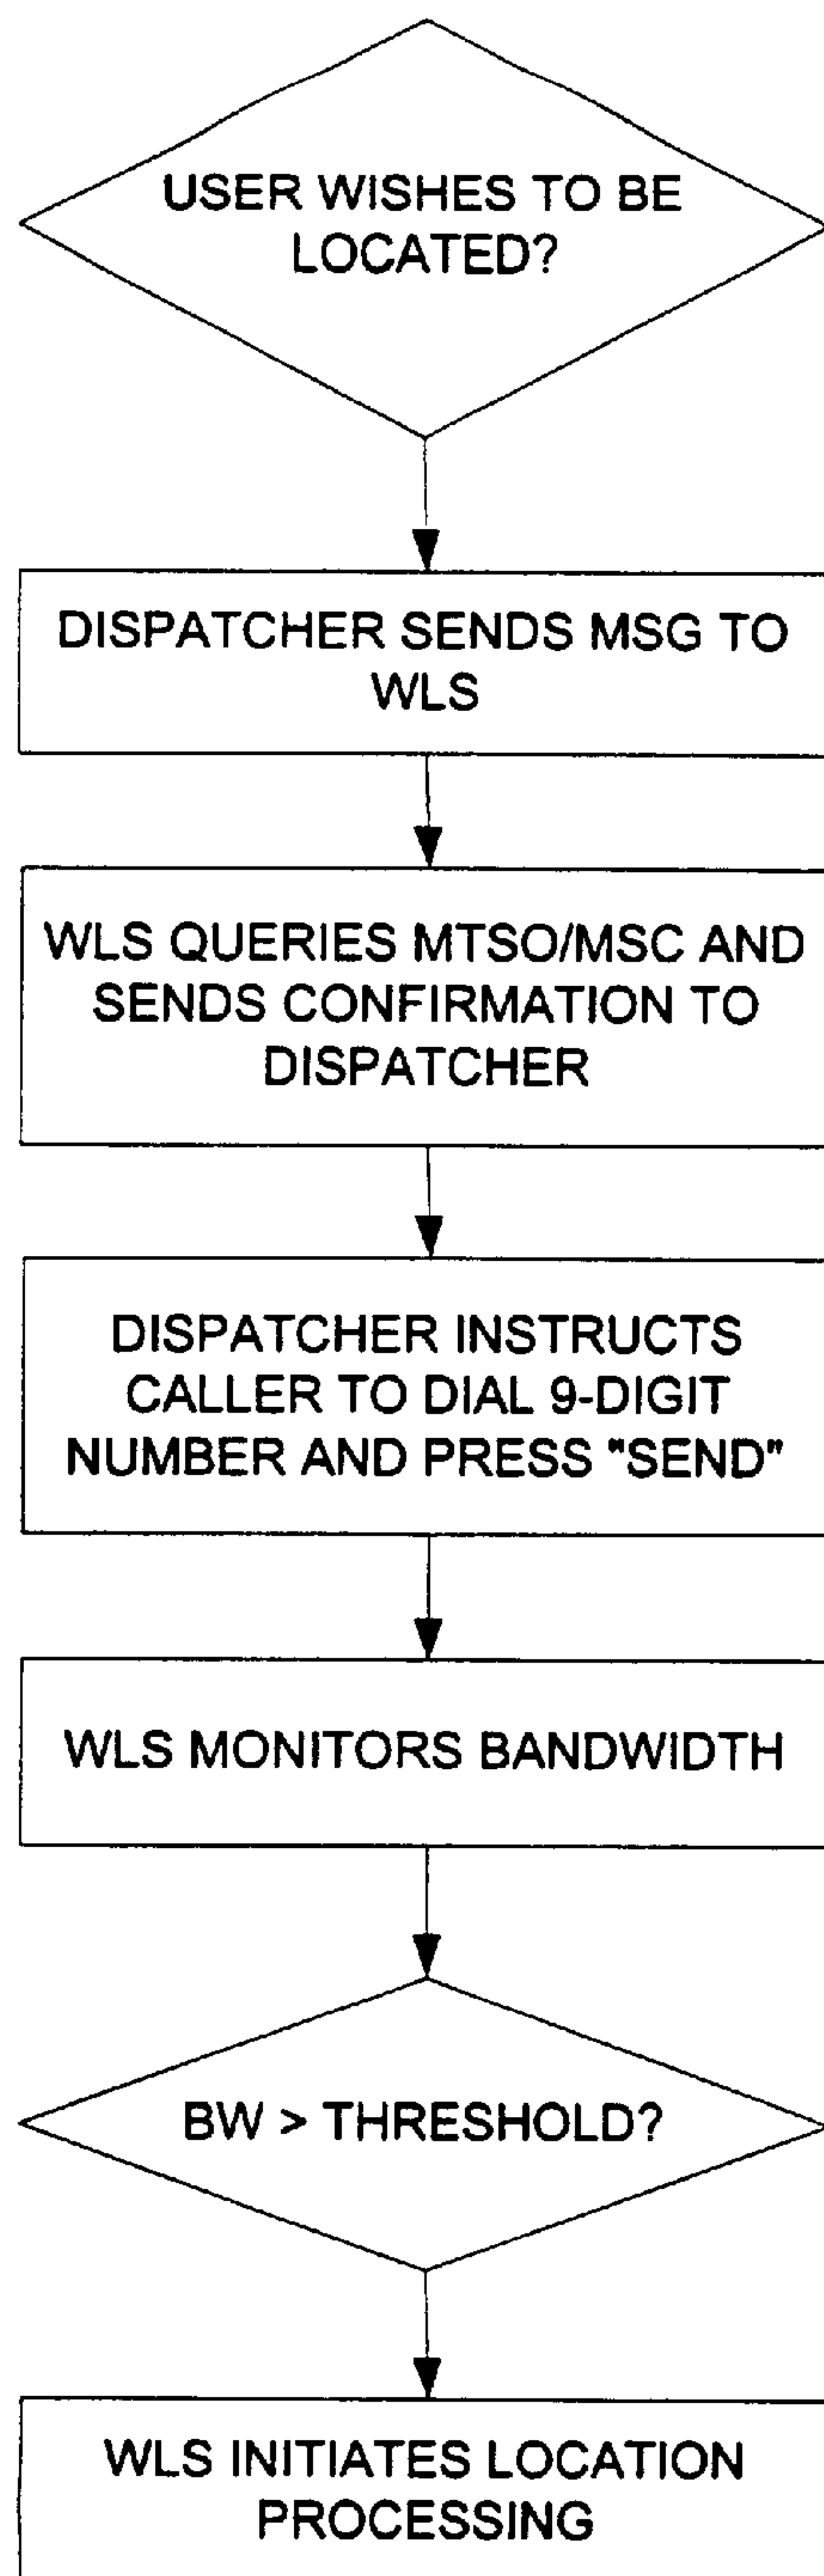 USER WISHES TO BE
LOCATED?
DISPATCHER SENDS MSG TO
WLS
WLS QUERIES MTSO/MSC AND
SENDS CONFIRMATION TO
DISPATCHER
DISPATCHER INSTRUCTS
CALLER TO DIAL 9-DIGIT
NUMBER AND PRESS "SEND"
WLS MONITORS BANDWIDTH
BW > THRESHOLD?
WLS INITIATES LOCATION
PROCESSING